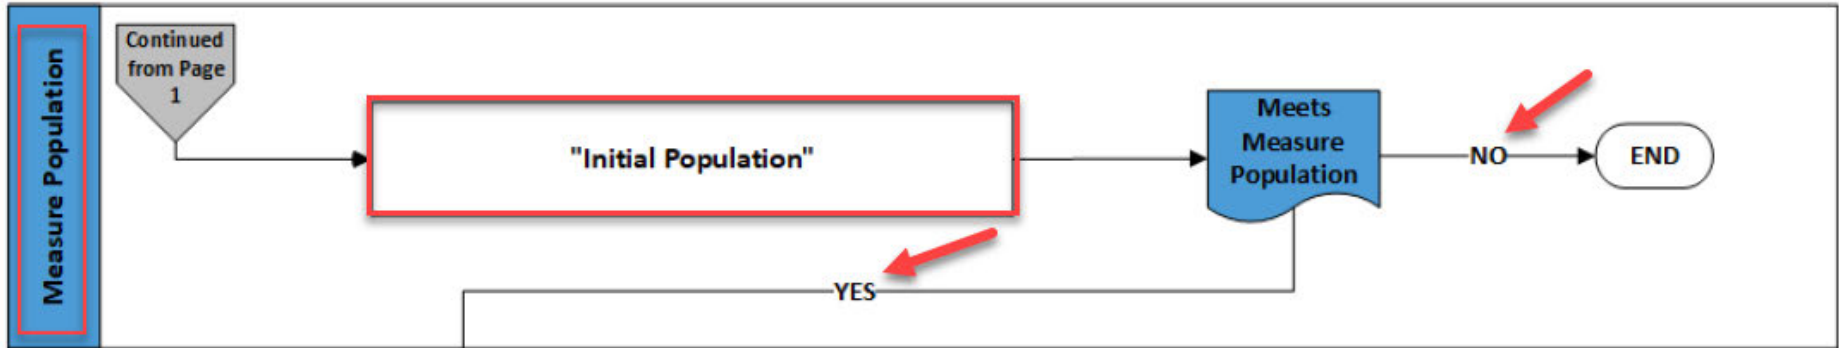 Measure Population
Continued
from Page
1
"Initial Population"
Meets
Measure
Population
NO
END
YES